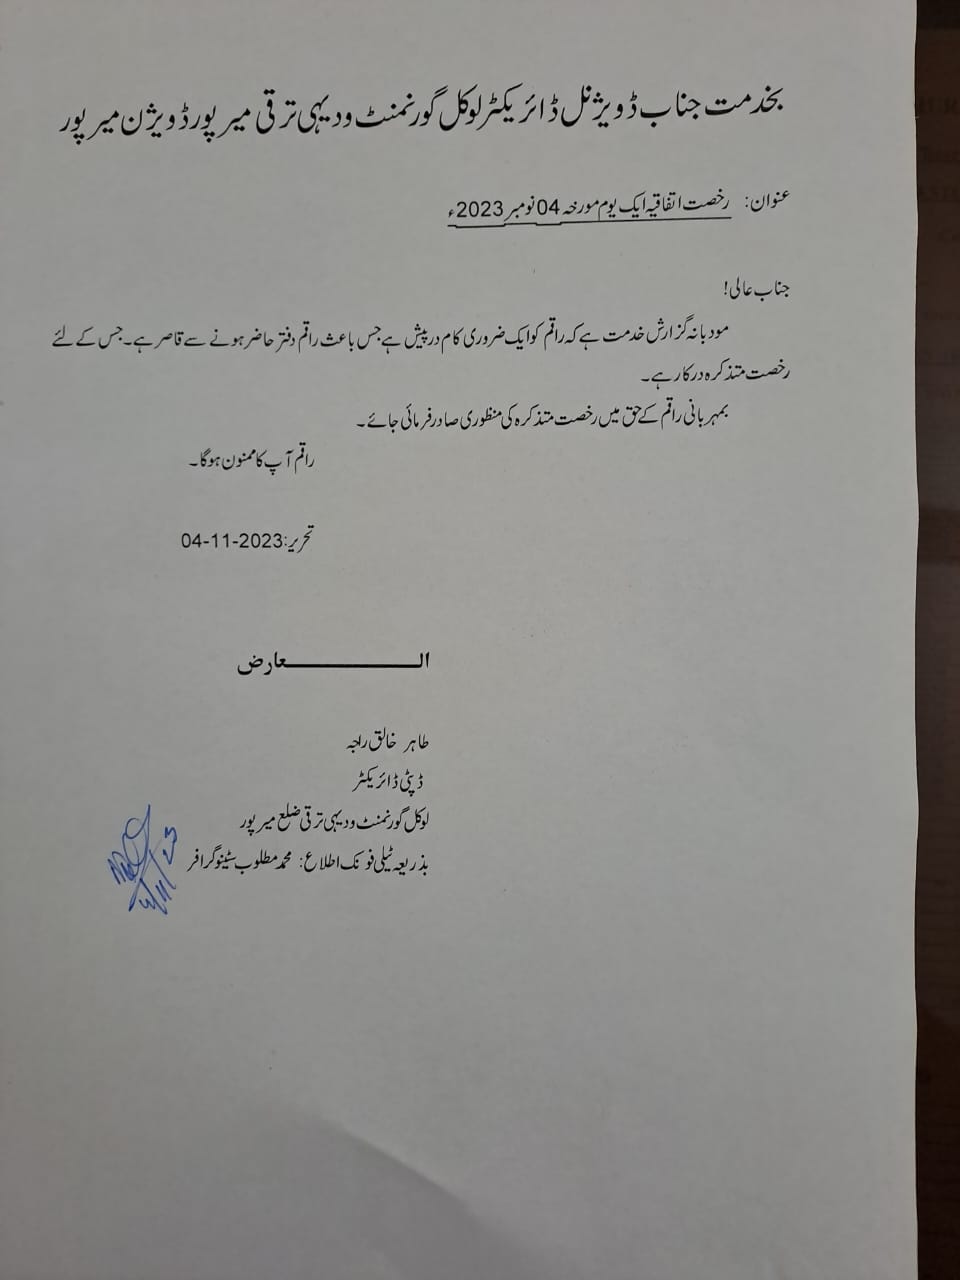 بخدمت جناب ڈویژنل ڈائریکٹر لوکل گورنمنٹ و دیہی ترقی میرپور ڈویژن میرپور
عنوان: رخصت اتفاقیہ ایک یوم مورخہ 04 نومبر 2023ء
جناب عالی!
مودبانہ گزارش خدمت ہے کہ راقم کو ایک ضروری کام درپیش ہے جس باعث راقم دفتر حاضر ہونے سے قاصر ہے۔ جس کے لئے
رخصت متذکرہ درکار ہے۔
بمہربانی راقم کے حق میں رخصت متذکرہ کی منظوری صادر فرمائی جائے۔
راقم آپ کا ممنون ہوگا۔
تحریر: 04-11-2023
الـــــــــعارض
طاہر خالق راجہ
ڈپٹی ڈائریکٹر
لوکل گورنمنٹ و دیہی ترقی ضلع میرپور
بذریعہ ٹیلی فونک اطلاع: محمد مطلوب سٹینوگرافر
4/11/23